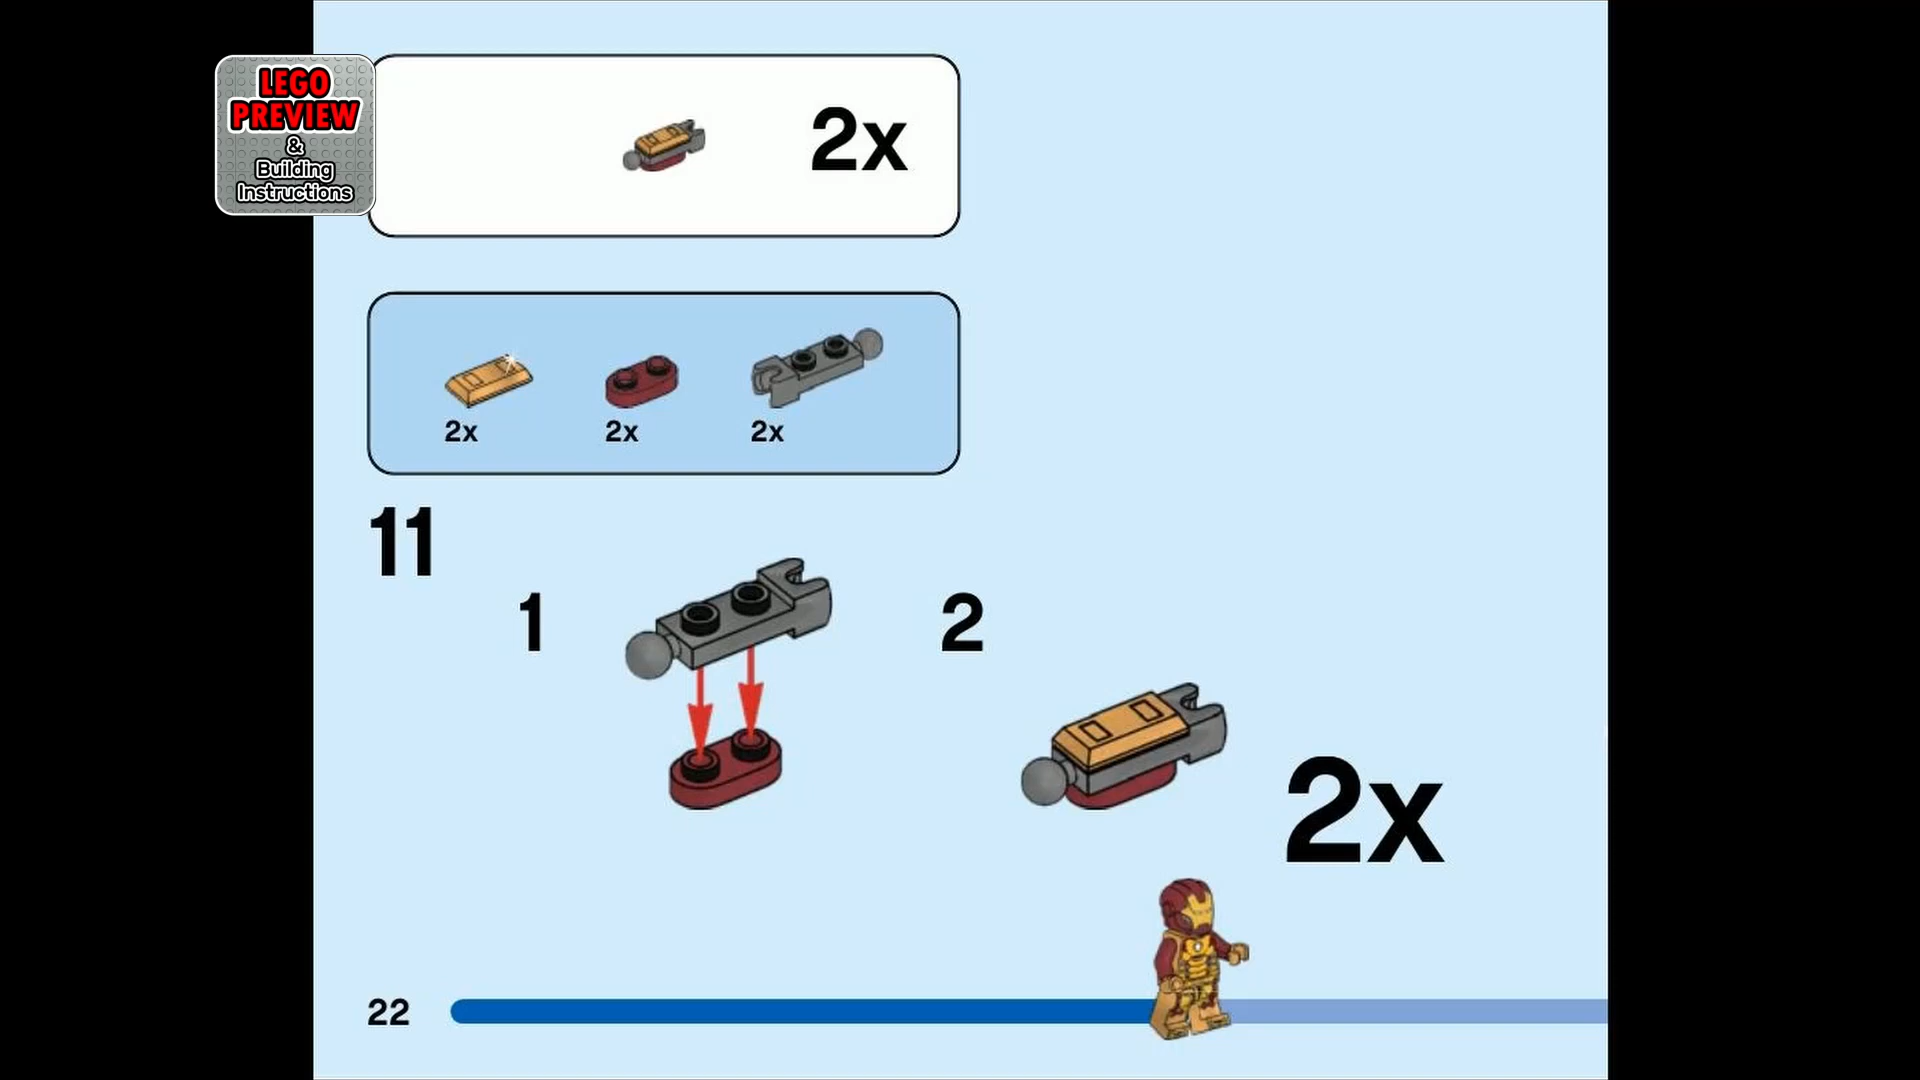 LEGO
PREVIEW
&
Building
Instructions
2x
2x
2x
2x
11
1
2
2x
22